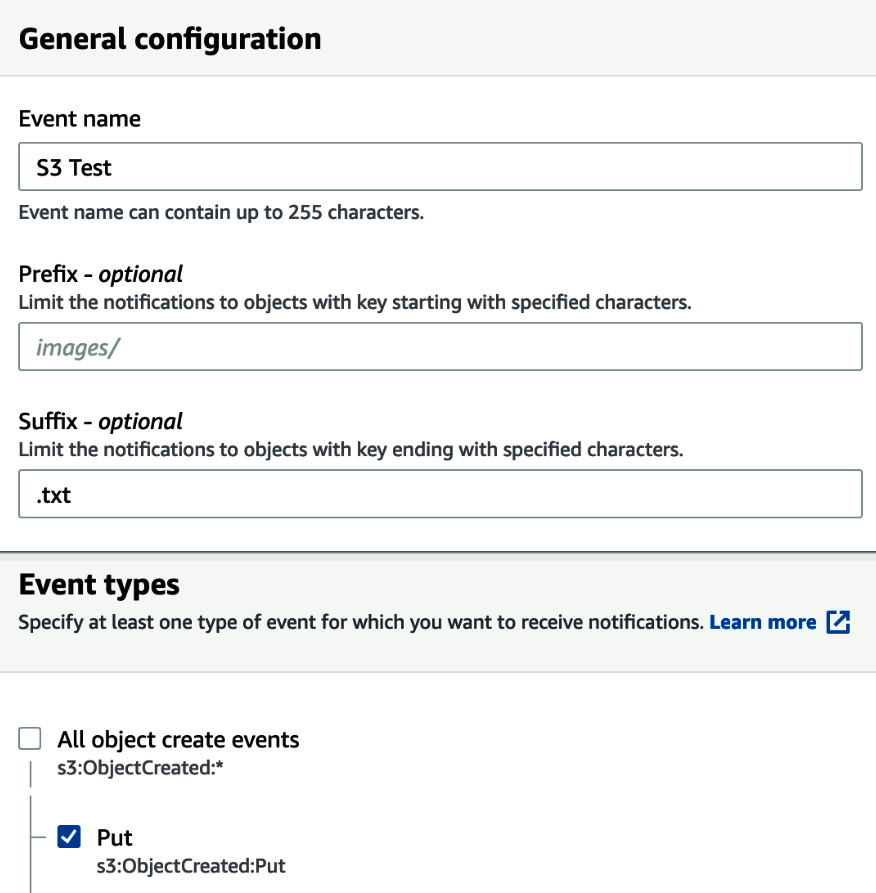 General configuration
Event name
S3 Test
Event name can contain up to 255 characters.
Prefix - optional
Limit the notifications to objects with key starting with specified characters.
images/
Suffix - optional
Limit the notifications to objects with key ending with specified characters.
.txt
Event types
Specify at least one type of event for which you want to receive notifications. Learn more
All object create events
s3:ObjectCreated:*
Put
s3:ObjectCreated:Put